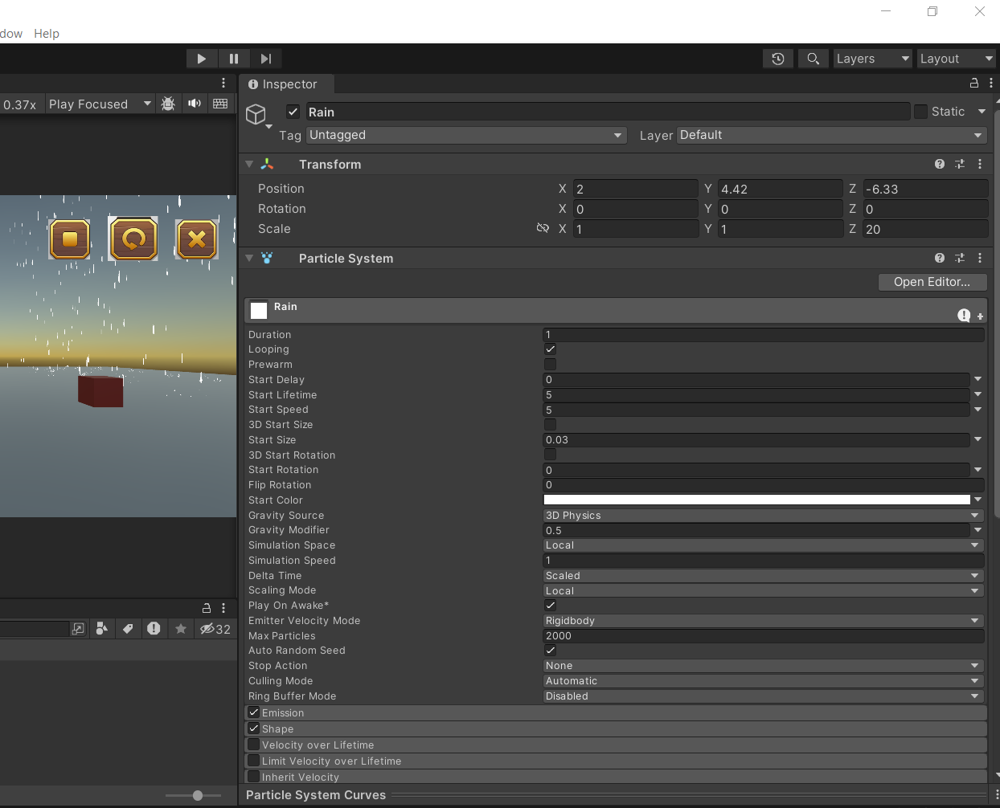 dow Help
Layers Layout
Inspector
0.37x Play Focused
Rain Static
Tag Untagged Layer Default
Transform
Position X 2 Y 4.42 Z -6.33
Rotation X 0 Y 0 Z 0
Scale X 1 Y 1 Z 20
Particle System
Open Editor...
Rain
Duration 1
Looping
Prewarm
Start Delay 0
Start Lifetime 5
Start Speed 5
3D Start Size
Start Size 0.03
3D Start Rotation
Start Rotation 0
Flip Rotation 0
Start Color
Gravity Source 3D Physics
Gravity Modifier 0.5
Simulation Space Local
Simulation Speed 1
Delta Time Scaled
Scaling Mode Local
Play On Awake*
Emitter Velocity Mode Rigidbody
Max Particles 2000
Auto Random Seed
Stop Action None
Culling Mode Automatic
Ring Buffer Mode Disabled
32
Emission
Shape
Velocity over Lifetime
Limit Velocity over Lifetime
Inherit Velocity
Particle System Curves